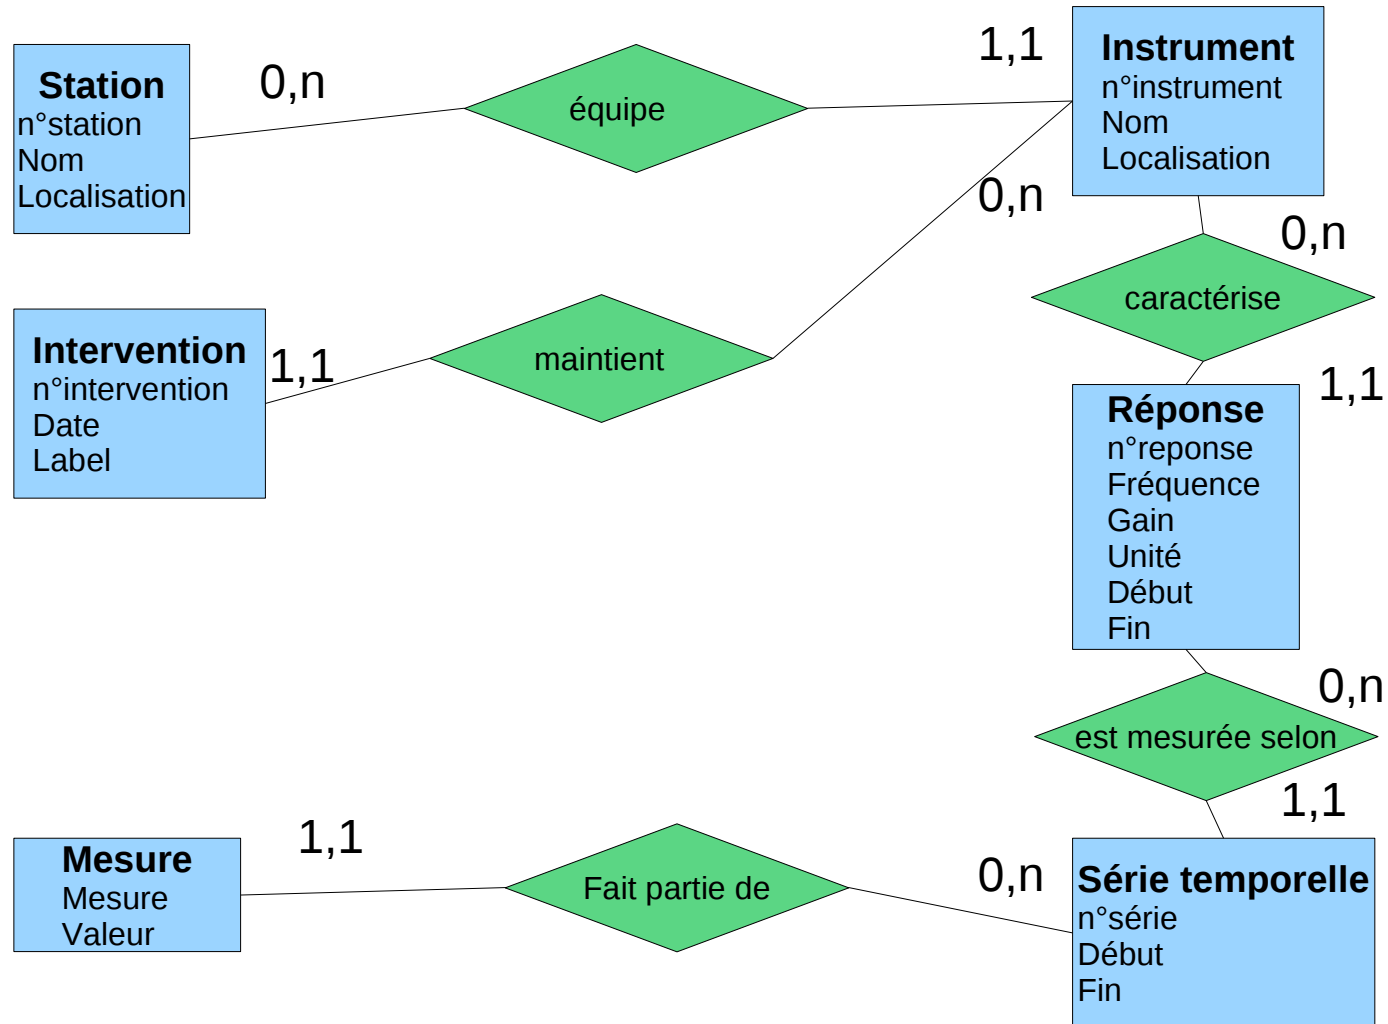 Station
n°station
Nom
Localisation
0,n
équipe
1,1
Instrument
n°instrument
Nom
Localisation
0,n
0,n
caractérise
Intervention
n°intervention
Date
Label
1,1
maintient
1,1
Réponse
n°reponse
Fréquence
Gain
Unité
Début
Fin
0,n
est mesurée selon
1,1
Mesure
Mesure
Valeur
1,1
Fait partie de
0,n
Série temporelle
n°série
Début
Fin